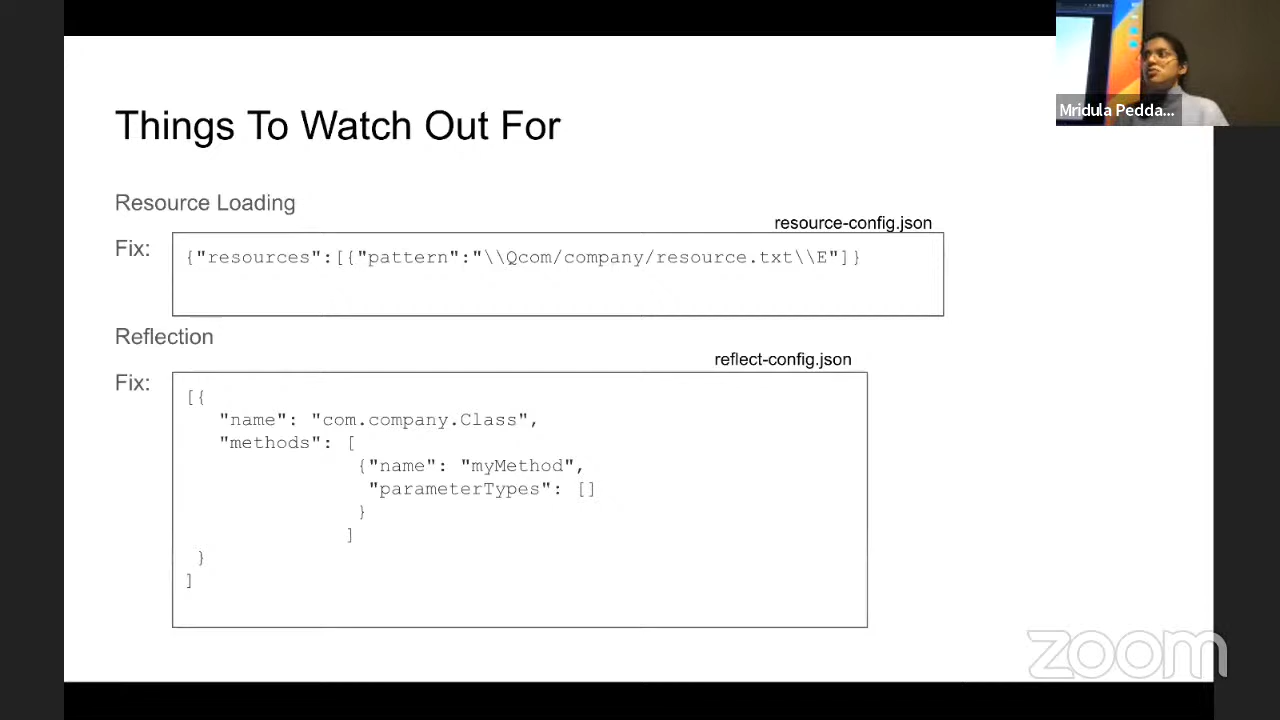 Things To Watch Out For
Mridula Pedda...
Resource Loading
resource-config.json
Fix:
{"resources":[{"pattern":"\\Qcom/company/resource.txt\\E"]}
Reflection
reflect-config.json
Fix:
[{
"name": "com.company.Class",
"methods": [
{"name": "myMethod",
"parameterTypes": []
}
]
}
]
zoom